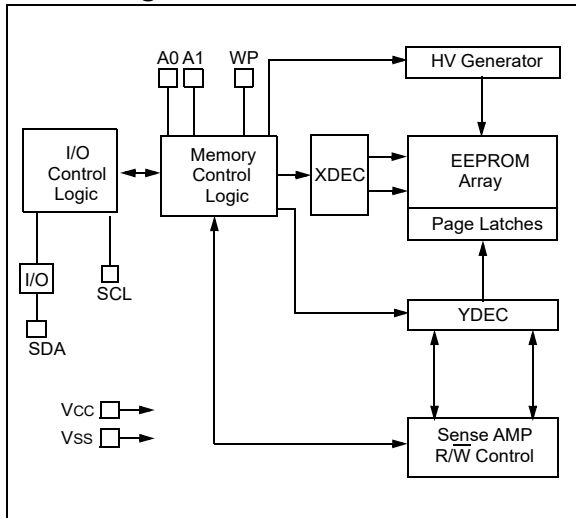 A0 A1 WP
HV Generator
I/O
Control
Logic
Memory
Control
Logic
XDEC
EEPROM
Array
Page Latches
I/O
SCL
SDA
YDEC
VCC
VSS
Sense AMP
R/W̅ Control